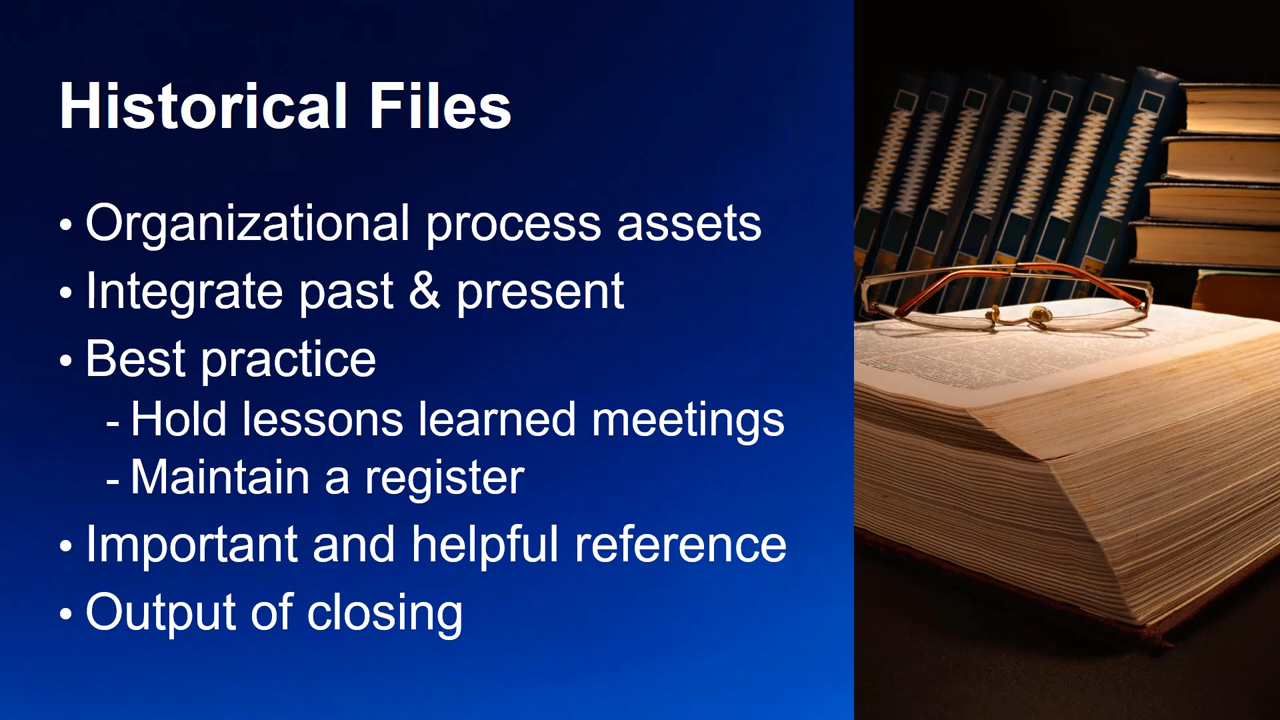 Historical Files
• Organizational process assets
• Integrate past & present
• Best practice
- Hold lessons learned meetings
- Maintain a register
• Important and helpful reference
• Output of closing